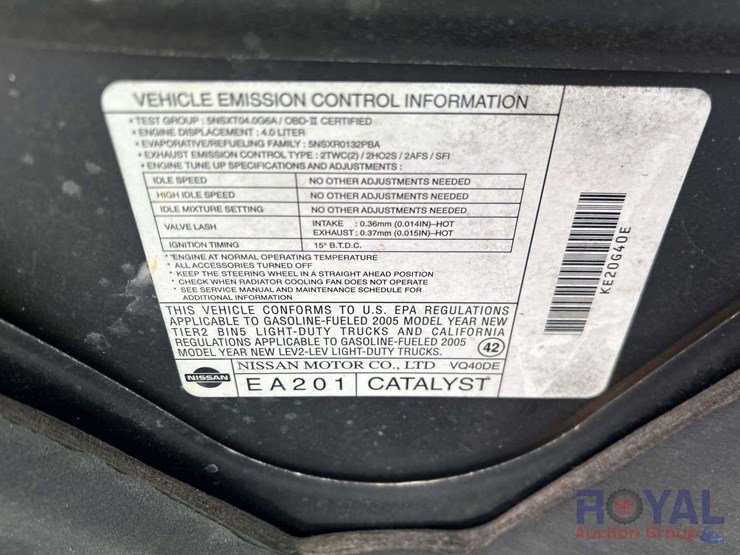 VEHICLE EMISSION CONTROL INFORMATION
• TEST GROUP : 5NSXT04.0G6A / OBD-II CERTIFIED
• ENGINE DISPLACEMENT : 4.0 LITER
• EVAPORATIVE/REFUELING FAMILY : 5NSXR0132PBA
• EXHAUST EMISSION CONTROL TYPE : 2TWC(2) / 2HO2S / 2AFS / SFI
• ENGINE TUNE UP SPECIFICATIONS AND ADJUSTMENTS :
IDLE SPEED NO OTHER ADJUSTMENTS NEEDED
HIGH IDLE SPEED NO OTHER ADJUSTMENTS NEEDED
IDLE MIXTURE SETTING NO OTHER ADJUSTMENTS NEEDED
VALVE LASH INTAKE : 0.36mm (0.014IN)-HOT
EXHAUST : 0.37mm (0.015IN)-HOT
IGNITION TIMING 15° B.T.D.C.
* ENGINE AT NORMAL OPERATING TEMPERATURE
* ALL ACCESSORIES TURNED OFF
* KEEP THE STEERING WHEEL IN A STRAIGHT AHEAD POSITION
* CHECK WHEN RADIATOR COOLING FAN DOES NOT OPERATE
* SEE SERVICE MANUAL AND MAINTENANCE SCHEDULE FOR
ADDITIONAL INFORMATION
THIS VEHICLE CONFORMS TO U.S. EPA REGULATIONS
APPLICABLE TO GASOLINE-FUELED 2005 MODEL YEAR NEW
TIER2 BIN5 LIGHT-DUTY TRUCKS AND CALIFORNIA
REGULATIONS APPLICABLE TO GASOLINE-FUELED 2005
MODEL YEAR NEW LEV2-LEV LIGHT-DUTY TRUCKS.
42
NISSAN
NISSAN MOTOR CO., LTD VQ40DE
EA201 CATALYST
KE20G40E
ROYAL
Auction Group